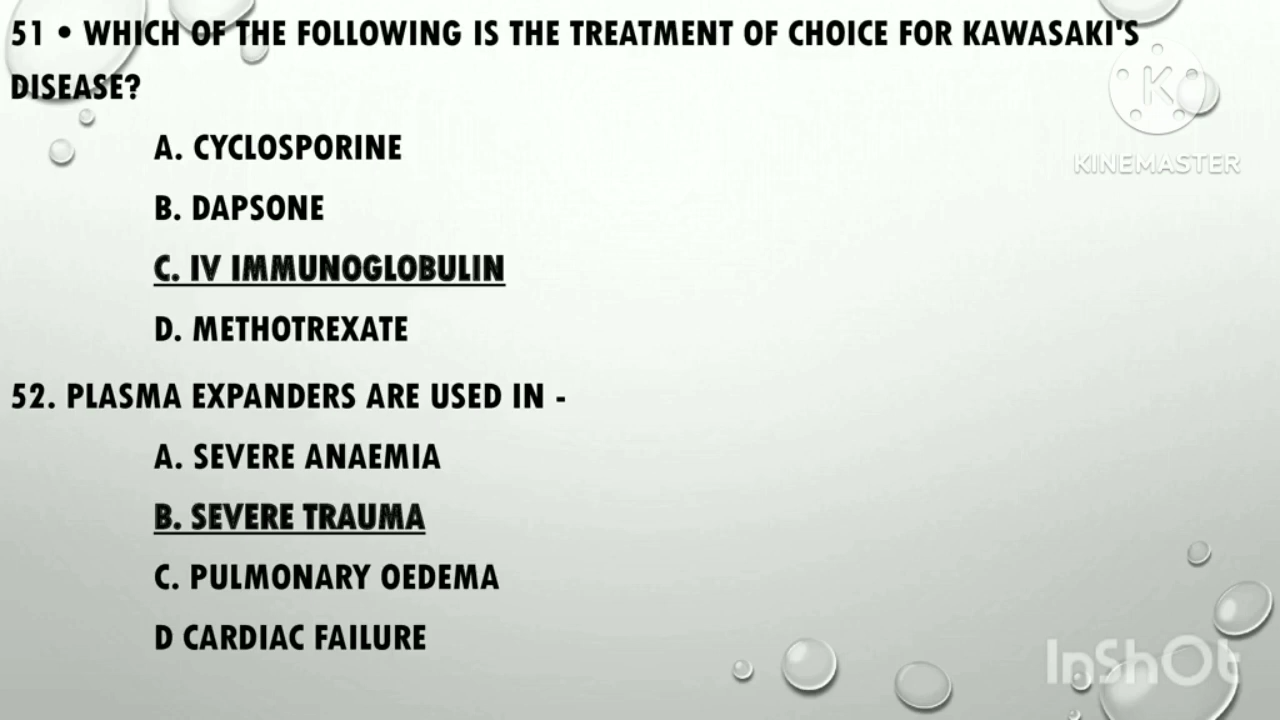 51 • WHICH OF THE FOLLOWING IS THE TREATMENT OF CHOICE FOR KAWASAKI'S
DISEASE?
A. CYCLOSPORINE
B. DAPSONE
C. IV IMMUNOGLOBULIN
D. METHOTREXATE
52. PLASMA EXPANDERS ARE USED IN -
A. SEVERE ANAEMIA
B. SEVERE TRAUMA
C. PULMONARY OEDEMA
D CARDIAC FAILURE
K
KINEMASTER
InShOt